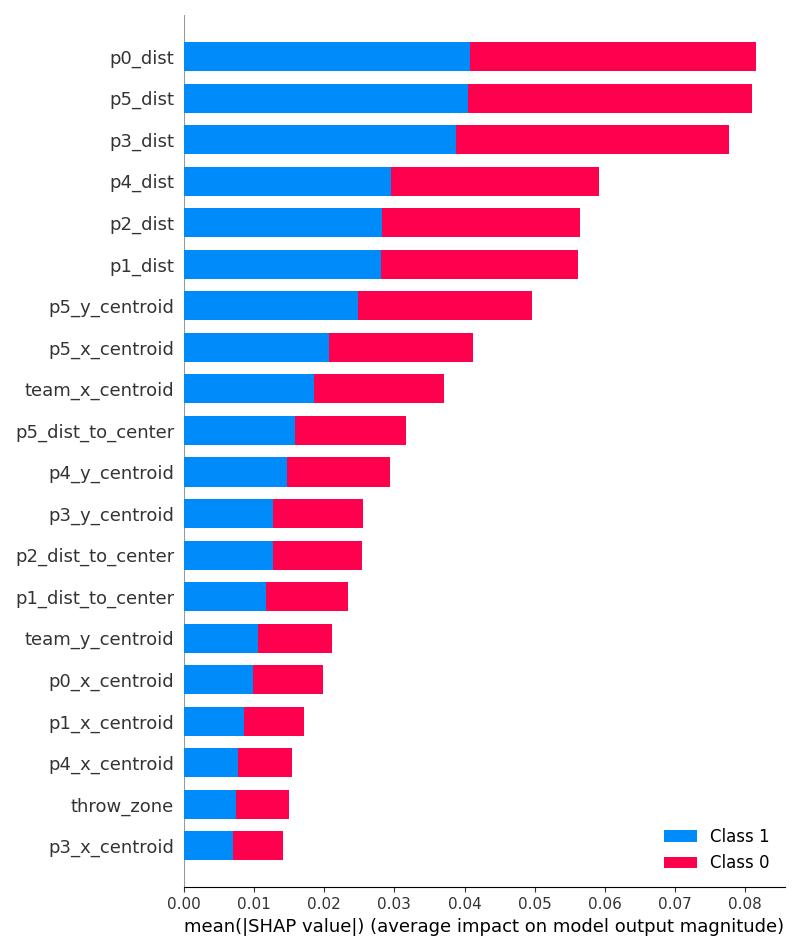 p0_dist
p5_dist
p3_dist
p4_dist
p2_dist
p1_dist
p5_y_centroid
p5_x_centroid
team_x_centroid
p5_dist_to_center
p4_y_centroid
p3_y_centroid
p2_dist_to_center
p1_dist_to_center
team_y_centroid
p0_x_centroid
p1_x_centroid
p4_x_centroid
throw_zone
p3_x_centroid
Class 1
Class 0
0.00 0.01 0.02 0.03 0.04 0.05 0.06 0.07 0.08
mean(|SHAP value|) (average impact on model output magnitude)